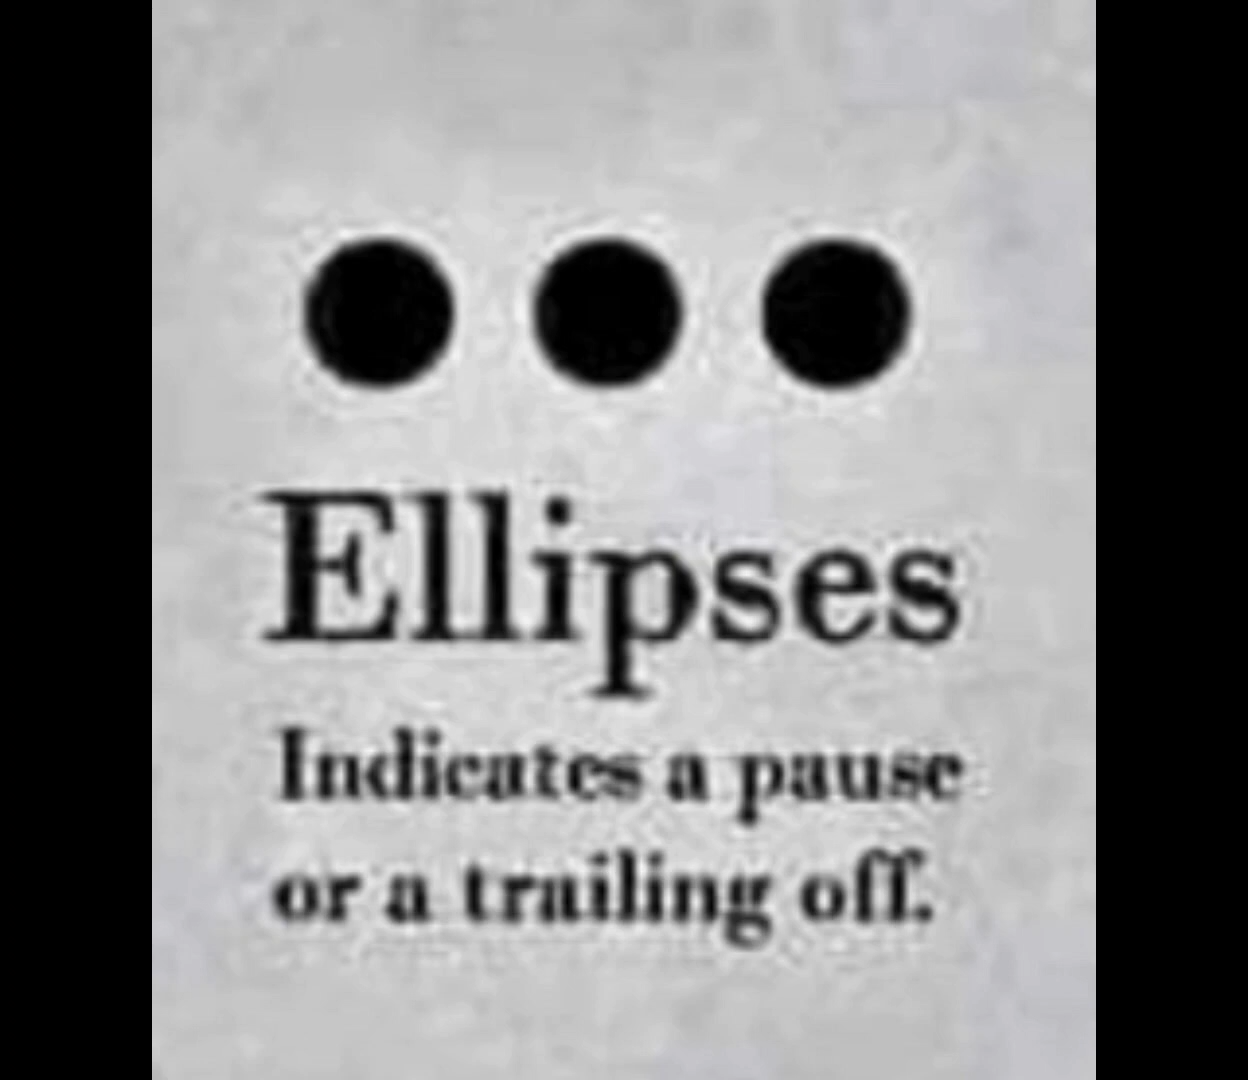 Ellipses
Indicates a pause
or a trailing off.